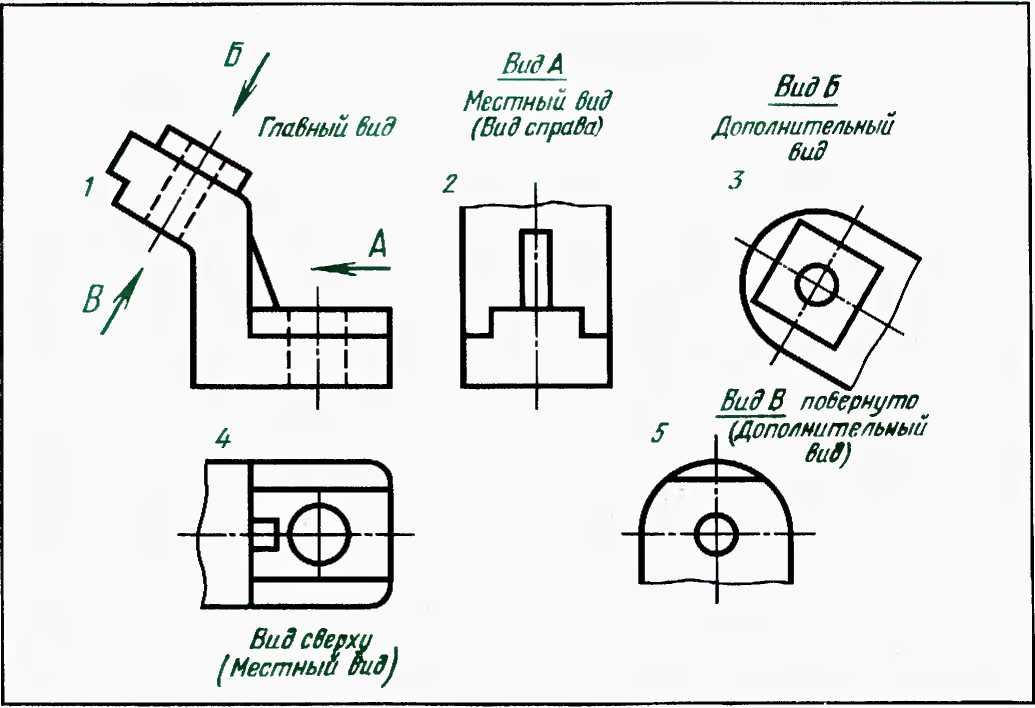 Б
Главный вид
1
В
А
Вид А
Местный вид
(Вид справа)
2
Вид Б
Дополнительный
вид
3
4
Вид сверху
(Местный вид)
Вид В повернуто
(Дополнительный
вид)
5